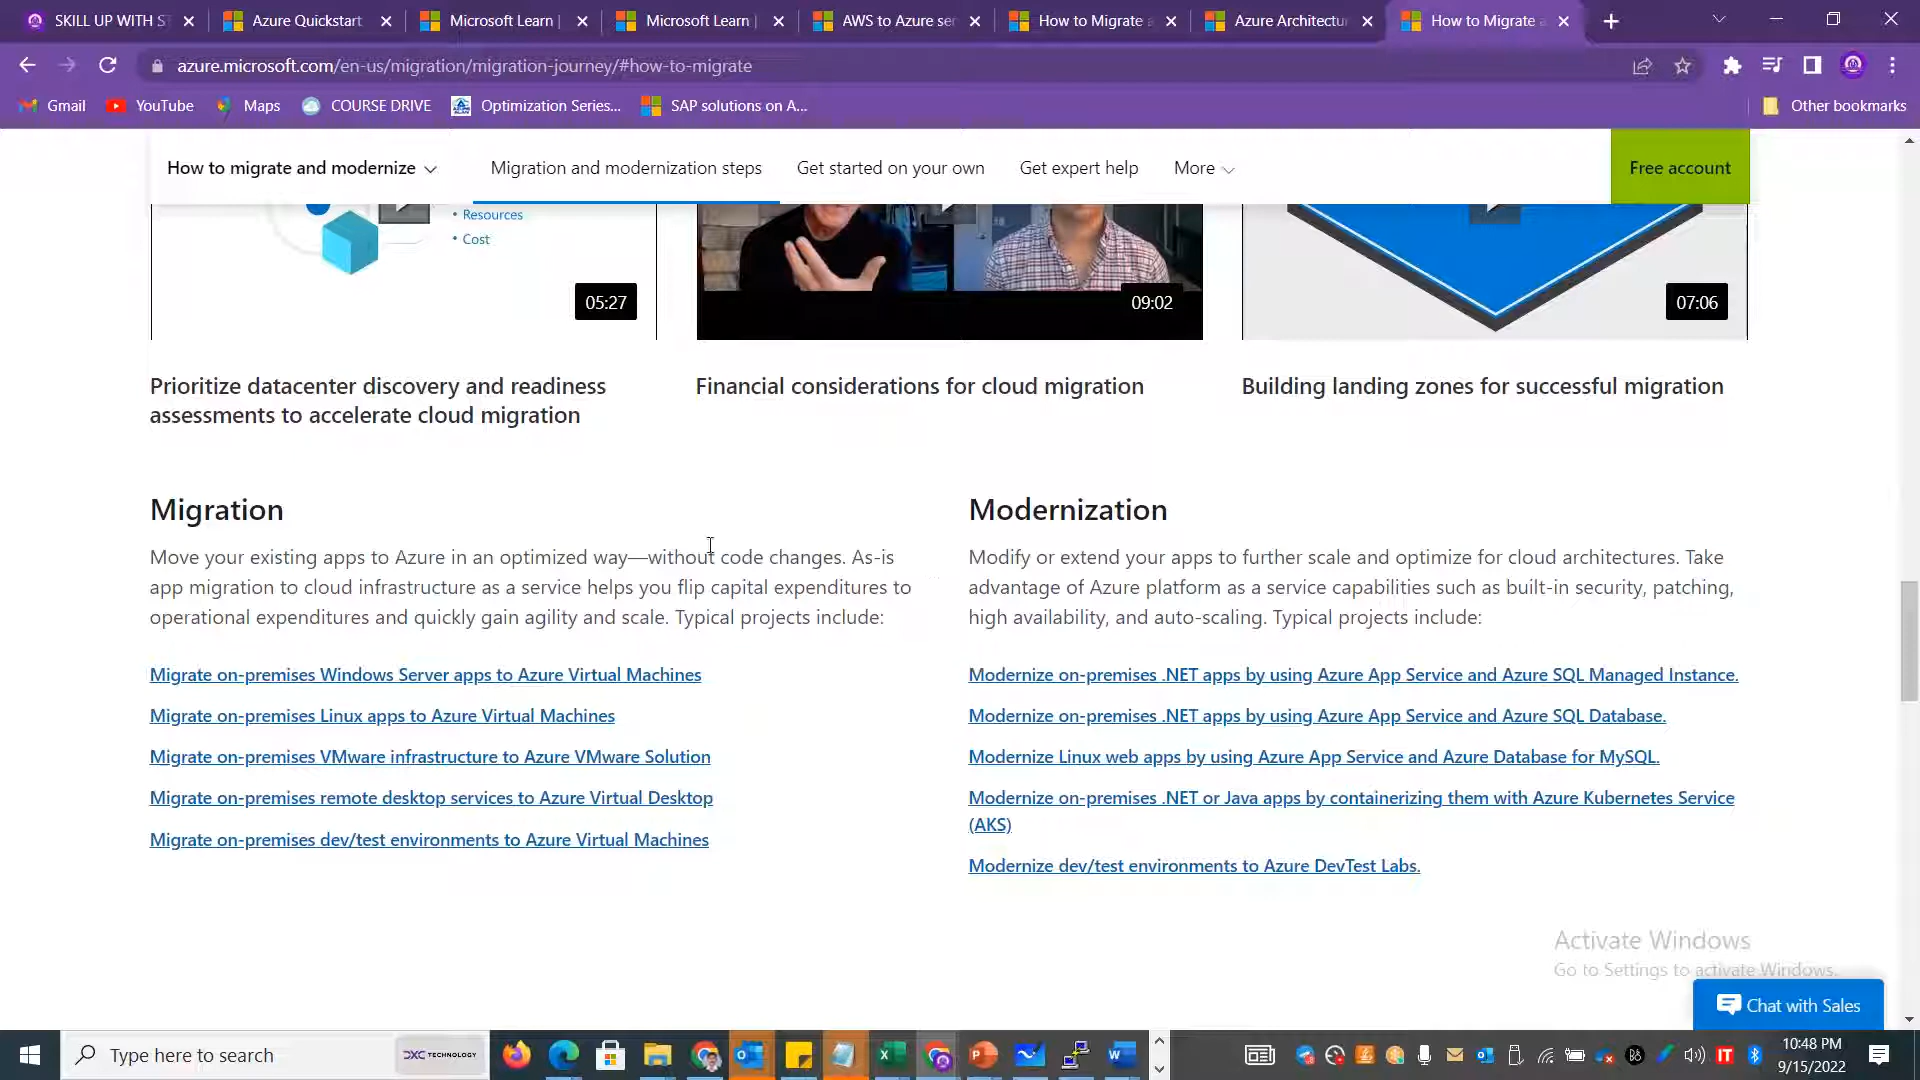 SKILL UP WITH S
Azure Quickstart
Microsoft Learn |
Microsoft Learn |
AWS to Azure se
How to Migrate a
Azure Architectu
How to Migrate a
azure.microsoft.com/en-us/migration/migration-journey/#how-to-migrate
Gmail
YouTube
Maps
COURSE DRIVE
Optimization Series...
SAP solutions on A...
Other bookmarks
How to migrate and modernize
Migration and modernization steps
Get started on your own
Get expert help
More
Free account
• Resources
• Cost
05:27
09:02
07:06
Prioritize datacenter discovery and readiness
assessments to accelerate cloud migration
Financial considerations for cloud migration
Building landing zones for successful migration
Migration
Move your existing apps to Azure in an optimized way—without code changes. As-is
app migration to cloud infrastructure as a service helps you flip capital expenditures to
operational expenditures and quickly gain agility and scale. Typical projects include:
Migrate on-premises Windows Server apps to Azure Virtual Machines
Migrate on-premises Linux apps to Azure Virtual Machines
Migrate on-premises VMware infrastructure to Azure VMware Solution
Migrate on-premises remote desktop services to Azure Virtual Desktop
Migrate on-premises dev/test environments to Azure Virtual Machines
Modernization
Modify or extend your apps to further scale and optimize for cloud architectures. Take
advantage of Azure platform as a service capabilities such as built-in security, patching,
high availability, and auto-scaling. Typical projects include:
Modernize on-premises .NET apps by using Azure App Service and Azure SQL Managed Instance.
Modernize on-premises .NET apps by using Azure App Service and Azure SQL Database.
Modernize Linux web apps by using Azure App Service and Azure Database for MySQL.
Modernize on-premises .NET or Java apps by containerizing them with Azure Kubernetes Service
(AKS)
Modernize dev/test environments to Azure DevTest Labs.
Activate Windows
Go to Settings to activate Windows.
Chat with Sales
Type here to search
DXC TECHNOLOGY
IT
10:48 PM
9/15/2022